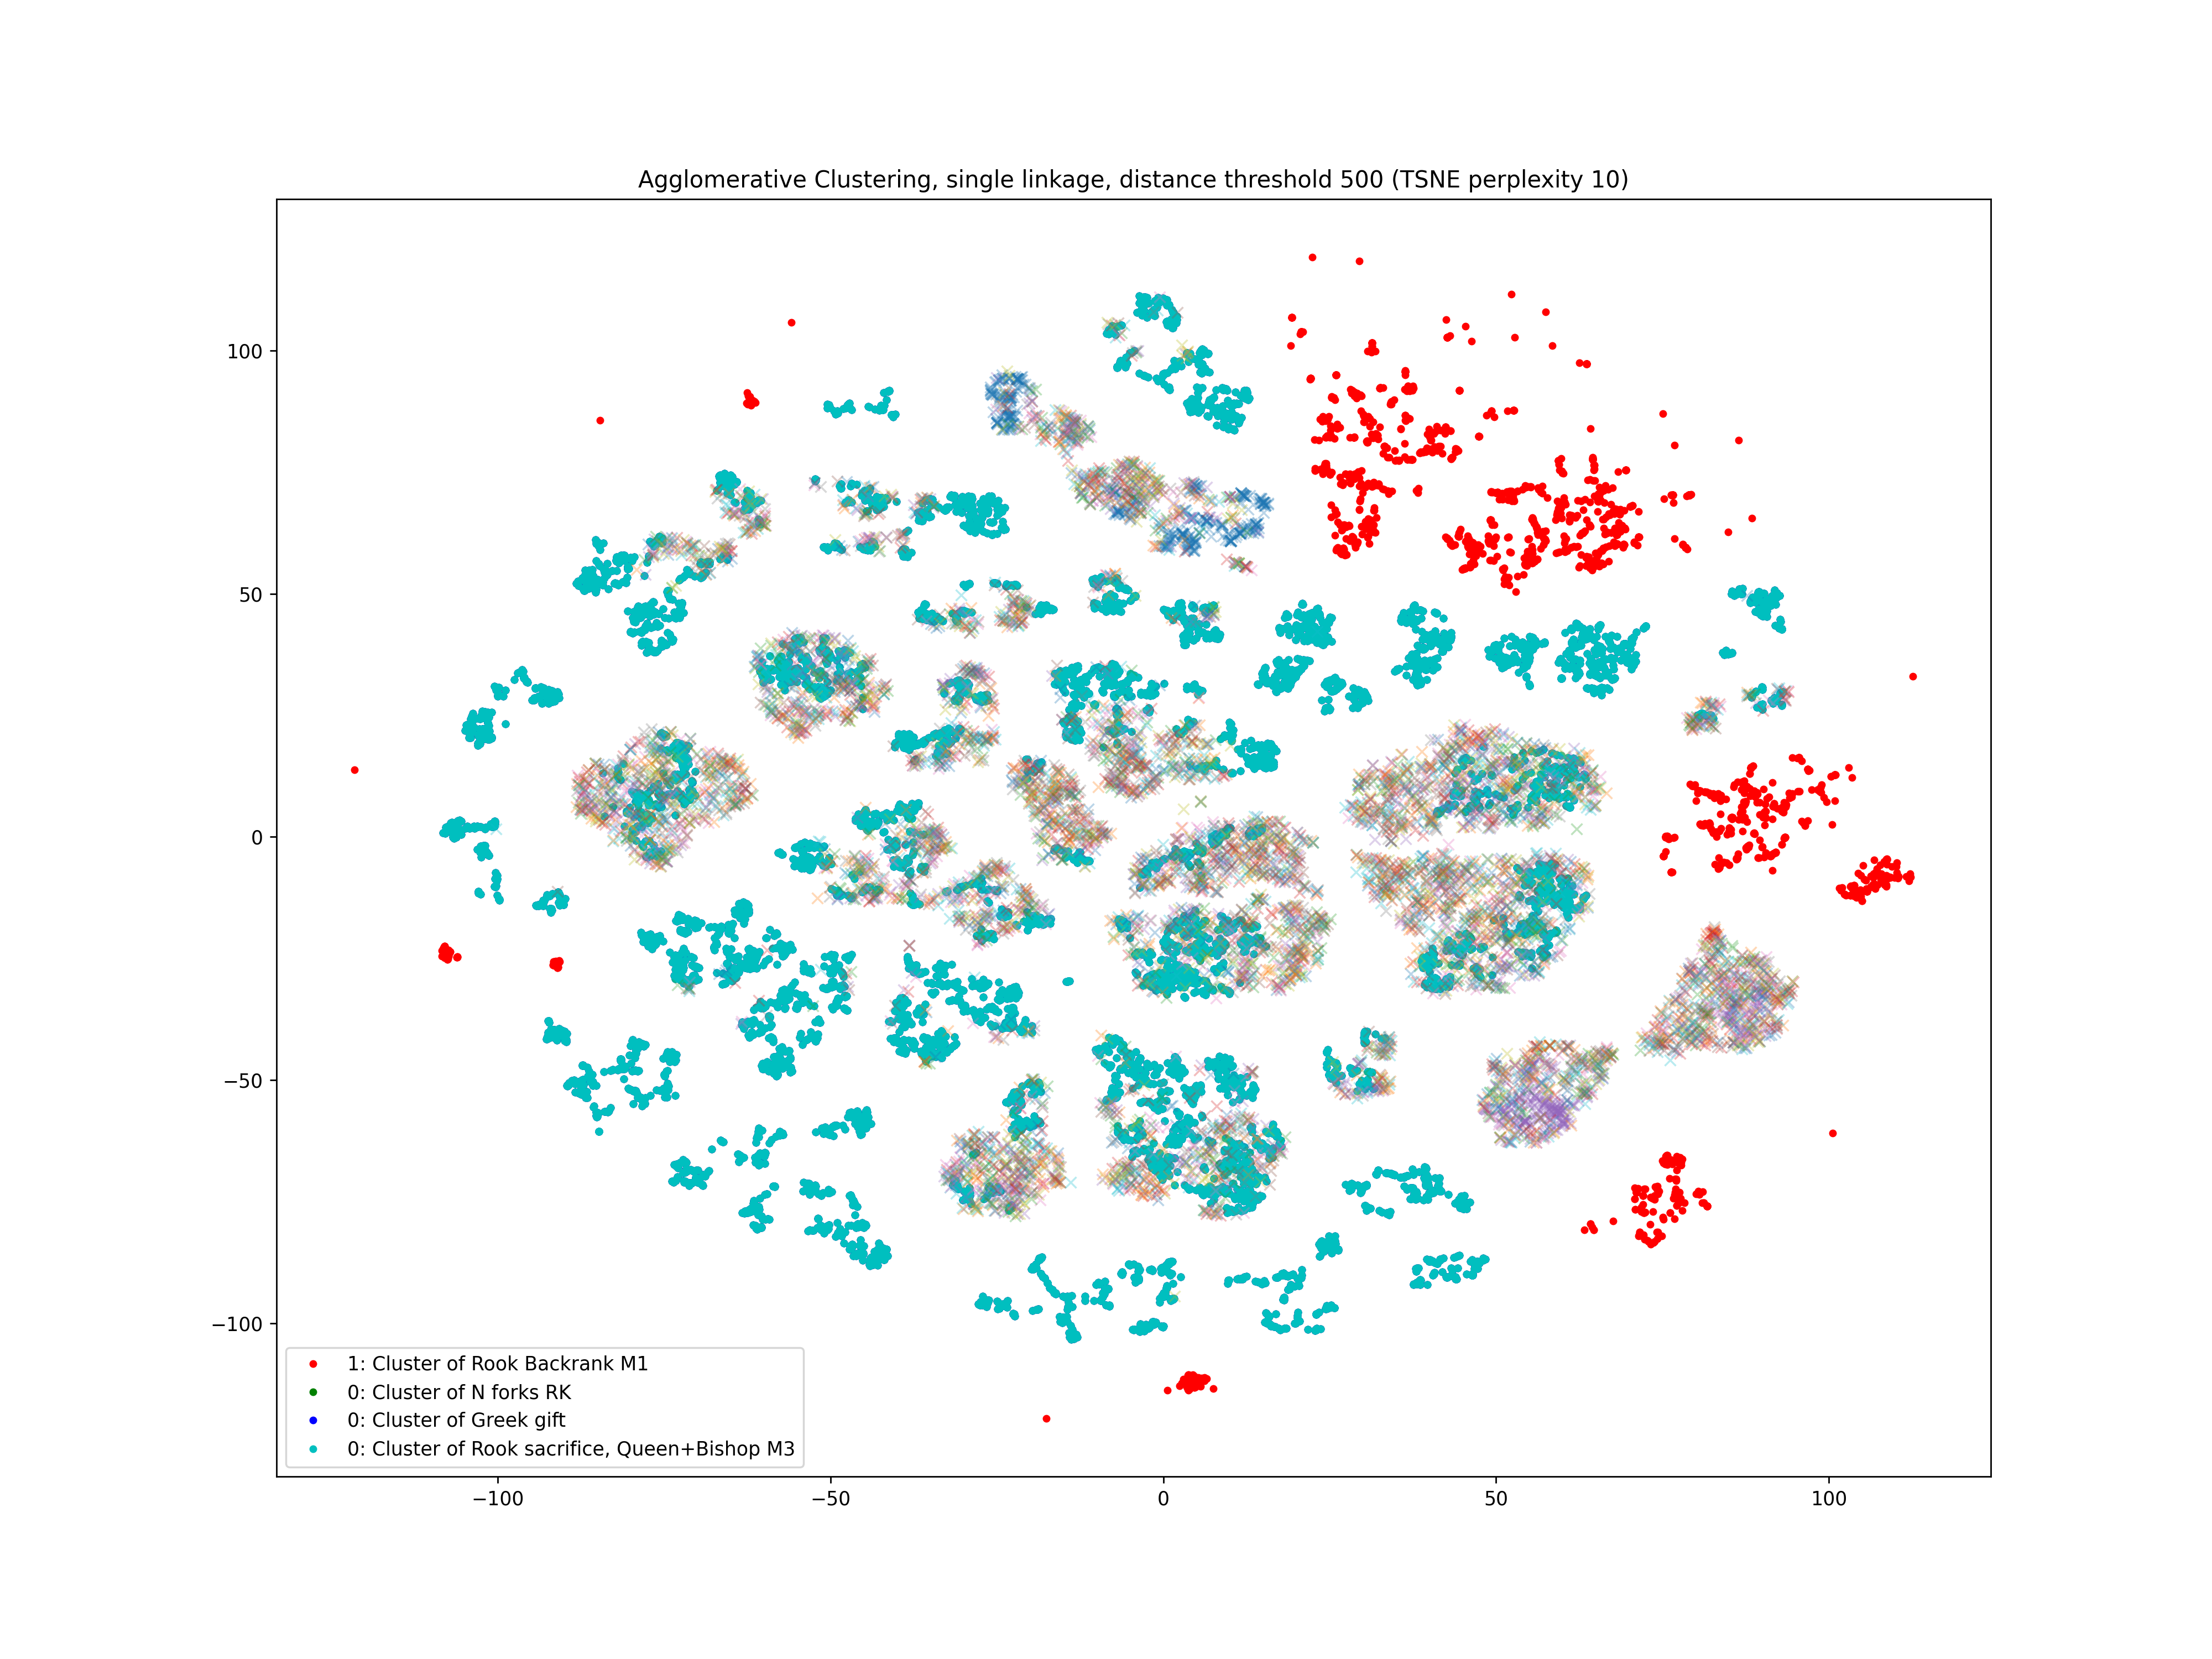 Agglomerative Clustering, single linkage, distance threshold 500 (TSNE perplexity 10)
100
50
0
−50
−100
1: Cluster of Rook Backrank M1
0: Cluster of N forks RK
0: Cluster of Greek gift
0: Cluster of Rook sacrifice, Queen+Bishop M3
−100
−50
0
50
100